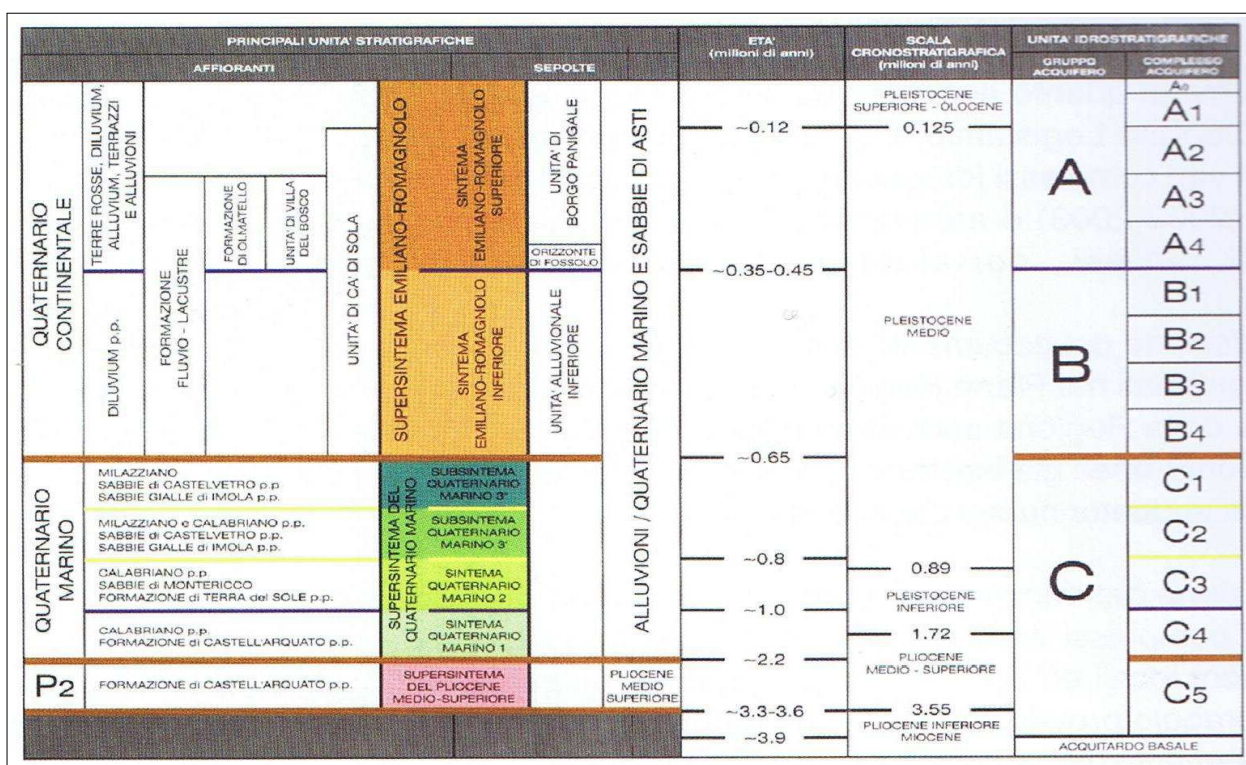 PRINCIPALI UNITA' STRATIGRAFICHE
AFFIORANTI
SEPOLTE
ETA'
(milioni di anni)
SCALA
CRONOSTRATIGRAFICA
(milioni di anni)
UNITA' IDROSTRATIGRAFICHE
GRUPPO
ACQUIFERO
COMPLESSO
ACQUIFERO
QUATERNARIO
CONTINENTALE
TERRE ROSSE, DILUVIUM,
ALLUVIUM, TERRAZZI
E ALLUVIONI
DILUVIUM p.p.
FORMAZIONE
FLUVIO - LACUSTRE
FORMAZIONE
DI OLMATELLO
UNITA' DI VILLA
DEL BOSCO
UNITA' DI CA' DI SOLA
SUPERSINTEMA EMILIANO-ROMAGNOLO
SINTEMA
EMILIANO-ROMAGNOLO
SUPERIORE
SINTEMA
EMILIANO-ROMAGNOLO
INFERIORE
UNITA' DI
BORGO PANIGALE
ORIZZONTE
DI FOSSOLO
UNITA' ALLUVIONALE
INFERIORE
ALLUVIONI / QUATERNARIO MARINO E SABBIE DI ASTI
QUATERNARIO
MARINO
MILAZZIANO
SABBIE di CASTELVETRO p.p
SABBIE GIALLE di IMOLA p.p.
MILAZZIANO e CALABRIANO p.p.
SABBIE di CASTELVETRO p.p.
SABBIE GIALLE di IMOLA p.p.
CALABRIANO p.p.
SABBIE di MONTERICCO
FORMAZIONE di TERRA del SOLE p.p.
CALABRIANO p.p.
FORMAZIONE di CASTELL'ARQUATO p.p.
SUPERSINTEMA DEL
QUATERNARIO MARINO
SUBSINTEMA
QUATERNARIO
MARINO 3"
SUBSINTEMA
QUATERNARIO
MARINO 3'
SINTEMA
QUATERNARIO
MARINO 2
SINTEMA
QUATERNARIO
MARINO 1
P2
FORMAZIONE di CASTELL'ARQUATO p.p.
SUPERSINTEMA
DEL PLIOCENE
MEDIO-SUPERIORE
PLIOCENE
MEDIO
SUPERIORE
~0.12
~0.35-0.45
~0.65
~0.8
~1.0
~2.2
~3.3-3.6
~3.9
PLEISTOCENE
SUPERIORE - OLOCENE
0.125
PLEISTOCENE
MEDIO
0.89
PLEISTOCENE
INFERIORE
1.72
PLIOCENE
MEDIO - SUPERIORE
3.55
PLIOCENE INFERIORE
MIOCENE
A
B
C
A0
A1
A2
A3
A4
B1
B2
B3
B4
C1
C2
C3
C4
C5
ACQUITARDO BASALE